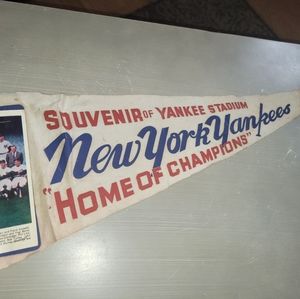 SOUVENIR OF YANKEE STADIUM
New York Yankees
"HOME OF CHAMPIONS"